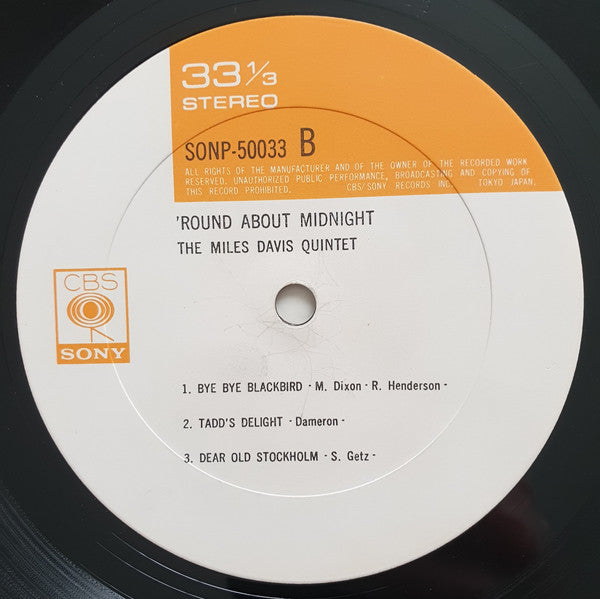 33 1/3
STEREO
SONP-50033 B
ALL RIGHTS OF THE MANUFACTURER AND OF THE OWNER OF THE RECORDED WORK
RESERVED. UNAUTHORIZED PUBLIC PERFORMANCE, BROADCASTING AND COPYING OF
THIS RECORD PROHIBITED. CBS/SONY RECORDS INC. TOKYO JAPAN.
'ROUND ABOUT MIDNIGHT
THE MILES DAVIS QUINTET
CBS
SONY
1. BYE BYE BLACKBIRD - M. Dixon - R. Henderson -
2. TADD'S DELIGHT - Dameron -
3. DEAR OLD STOCKHOLM - S. Getz -